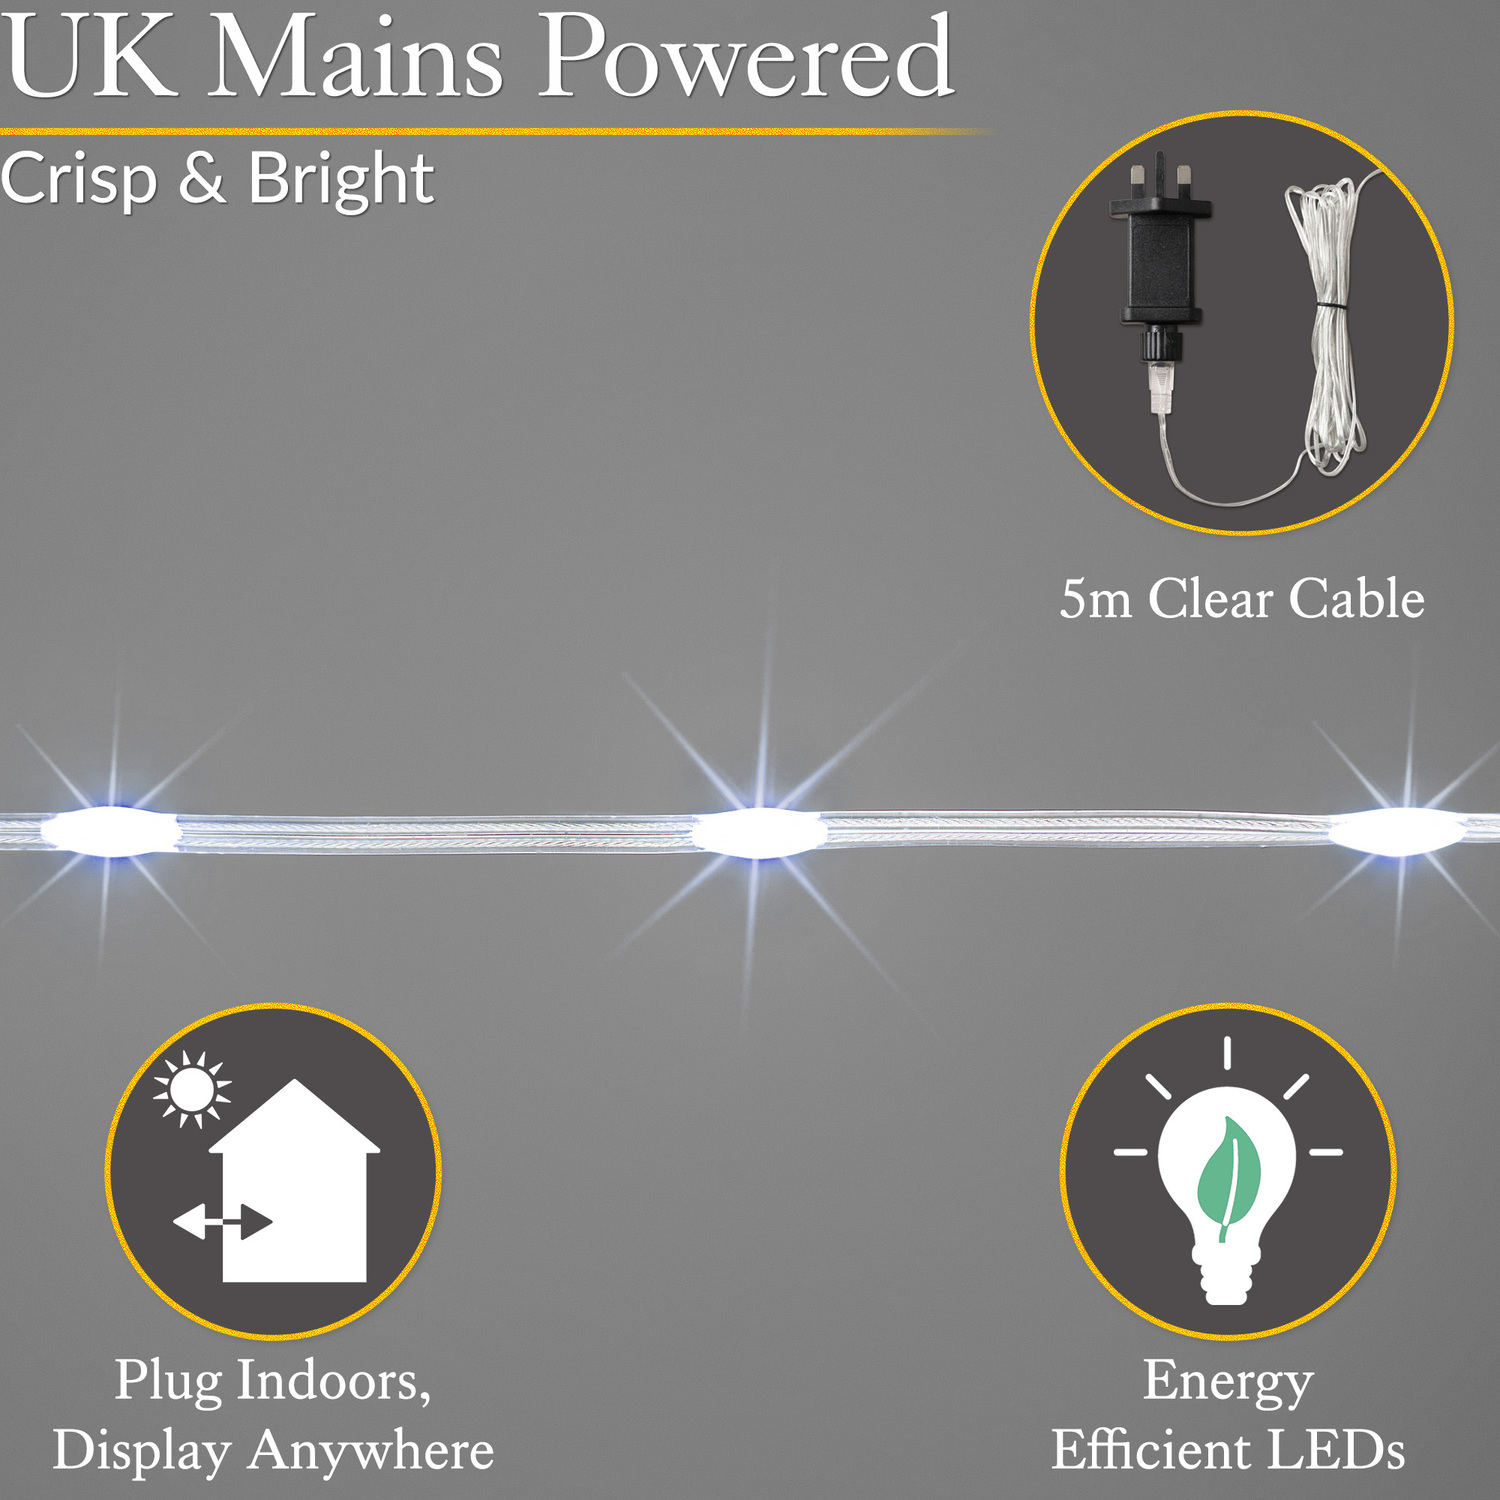 UK Mains Powered
Crisp & Bright
5m Clear Cable
Plug Indoors,
Display Anywhere
Energy
Efficient LEDs